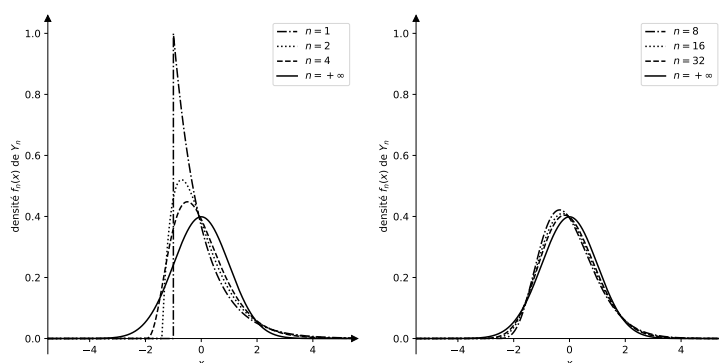 densité fₙ(x) de Yₙ
1.0
0.8
0.6
0.4
0.2
0.0
−4
−2
0
2
4
x
n = 1
n = 2
n = 4
n = +∞
densité fₙ(x) de Yₙ
1.0
0.8
0.6
0.4
0.2
0.0
−4
−2
0
2
4
x
n = 8
n = 16
n = 32
n = +∞